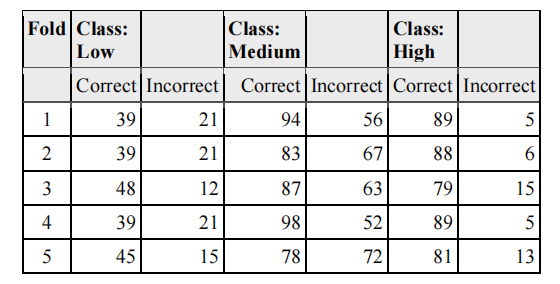 Fold Class: Low Class: Medium Class: High
Correct Incorrect Correct Incorrect Correct Incorrect
1 39 21 94 56 89 5
2 39 21 83 67 88 6
3 48 12 87 63 79 15
4 39 21 98 52 89 5
5 45 15 78 72 81 13